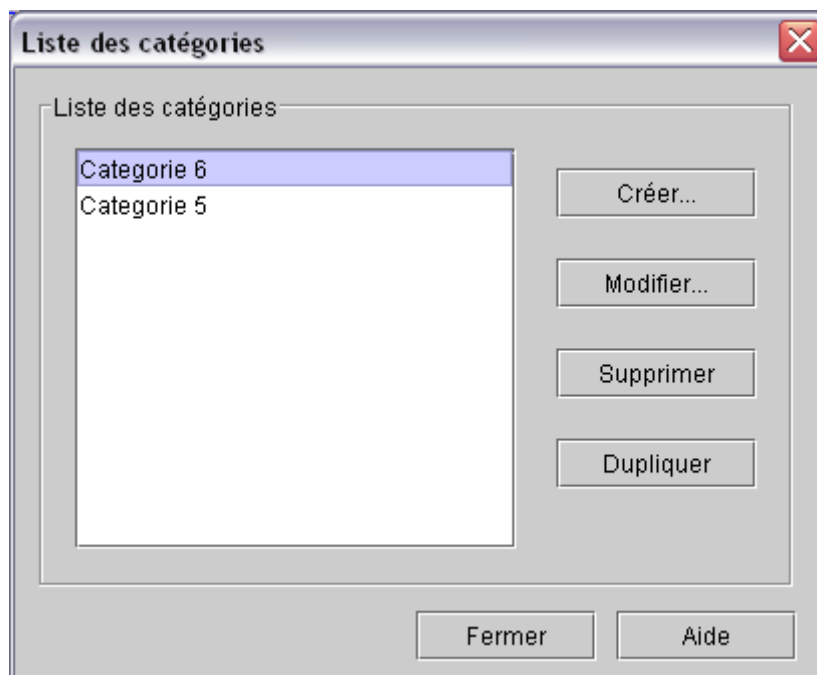 Liste des catégories
Liste des catégories
Categorie 6
Categorie 5
Créer...
Modifier...
Supprimer
Dupliquer
Fermer
Aide